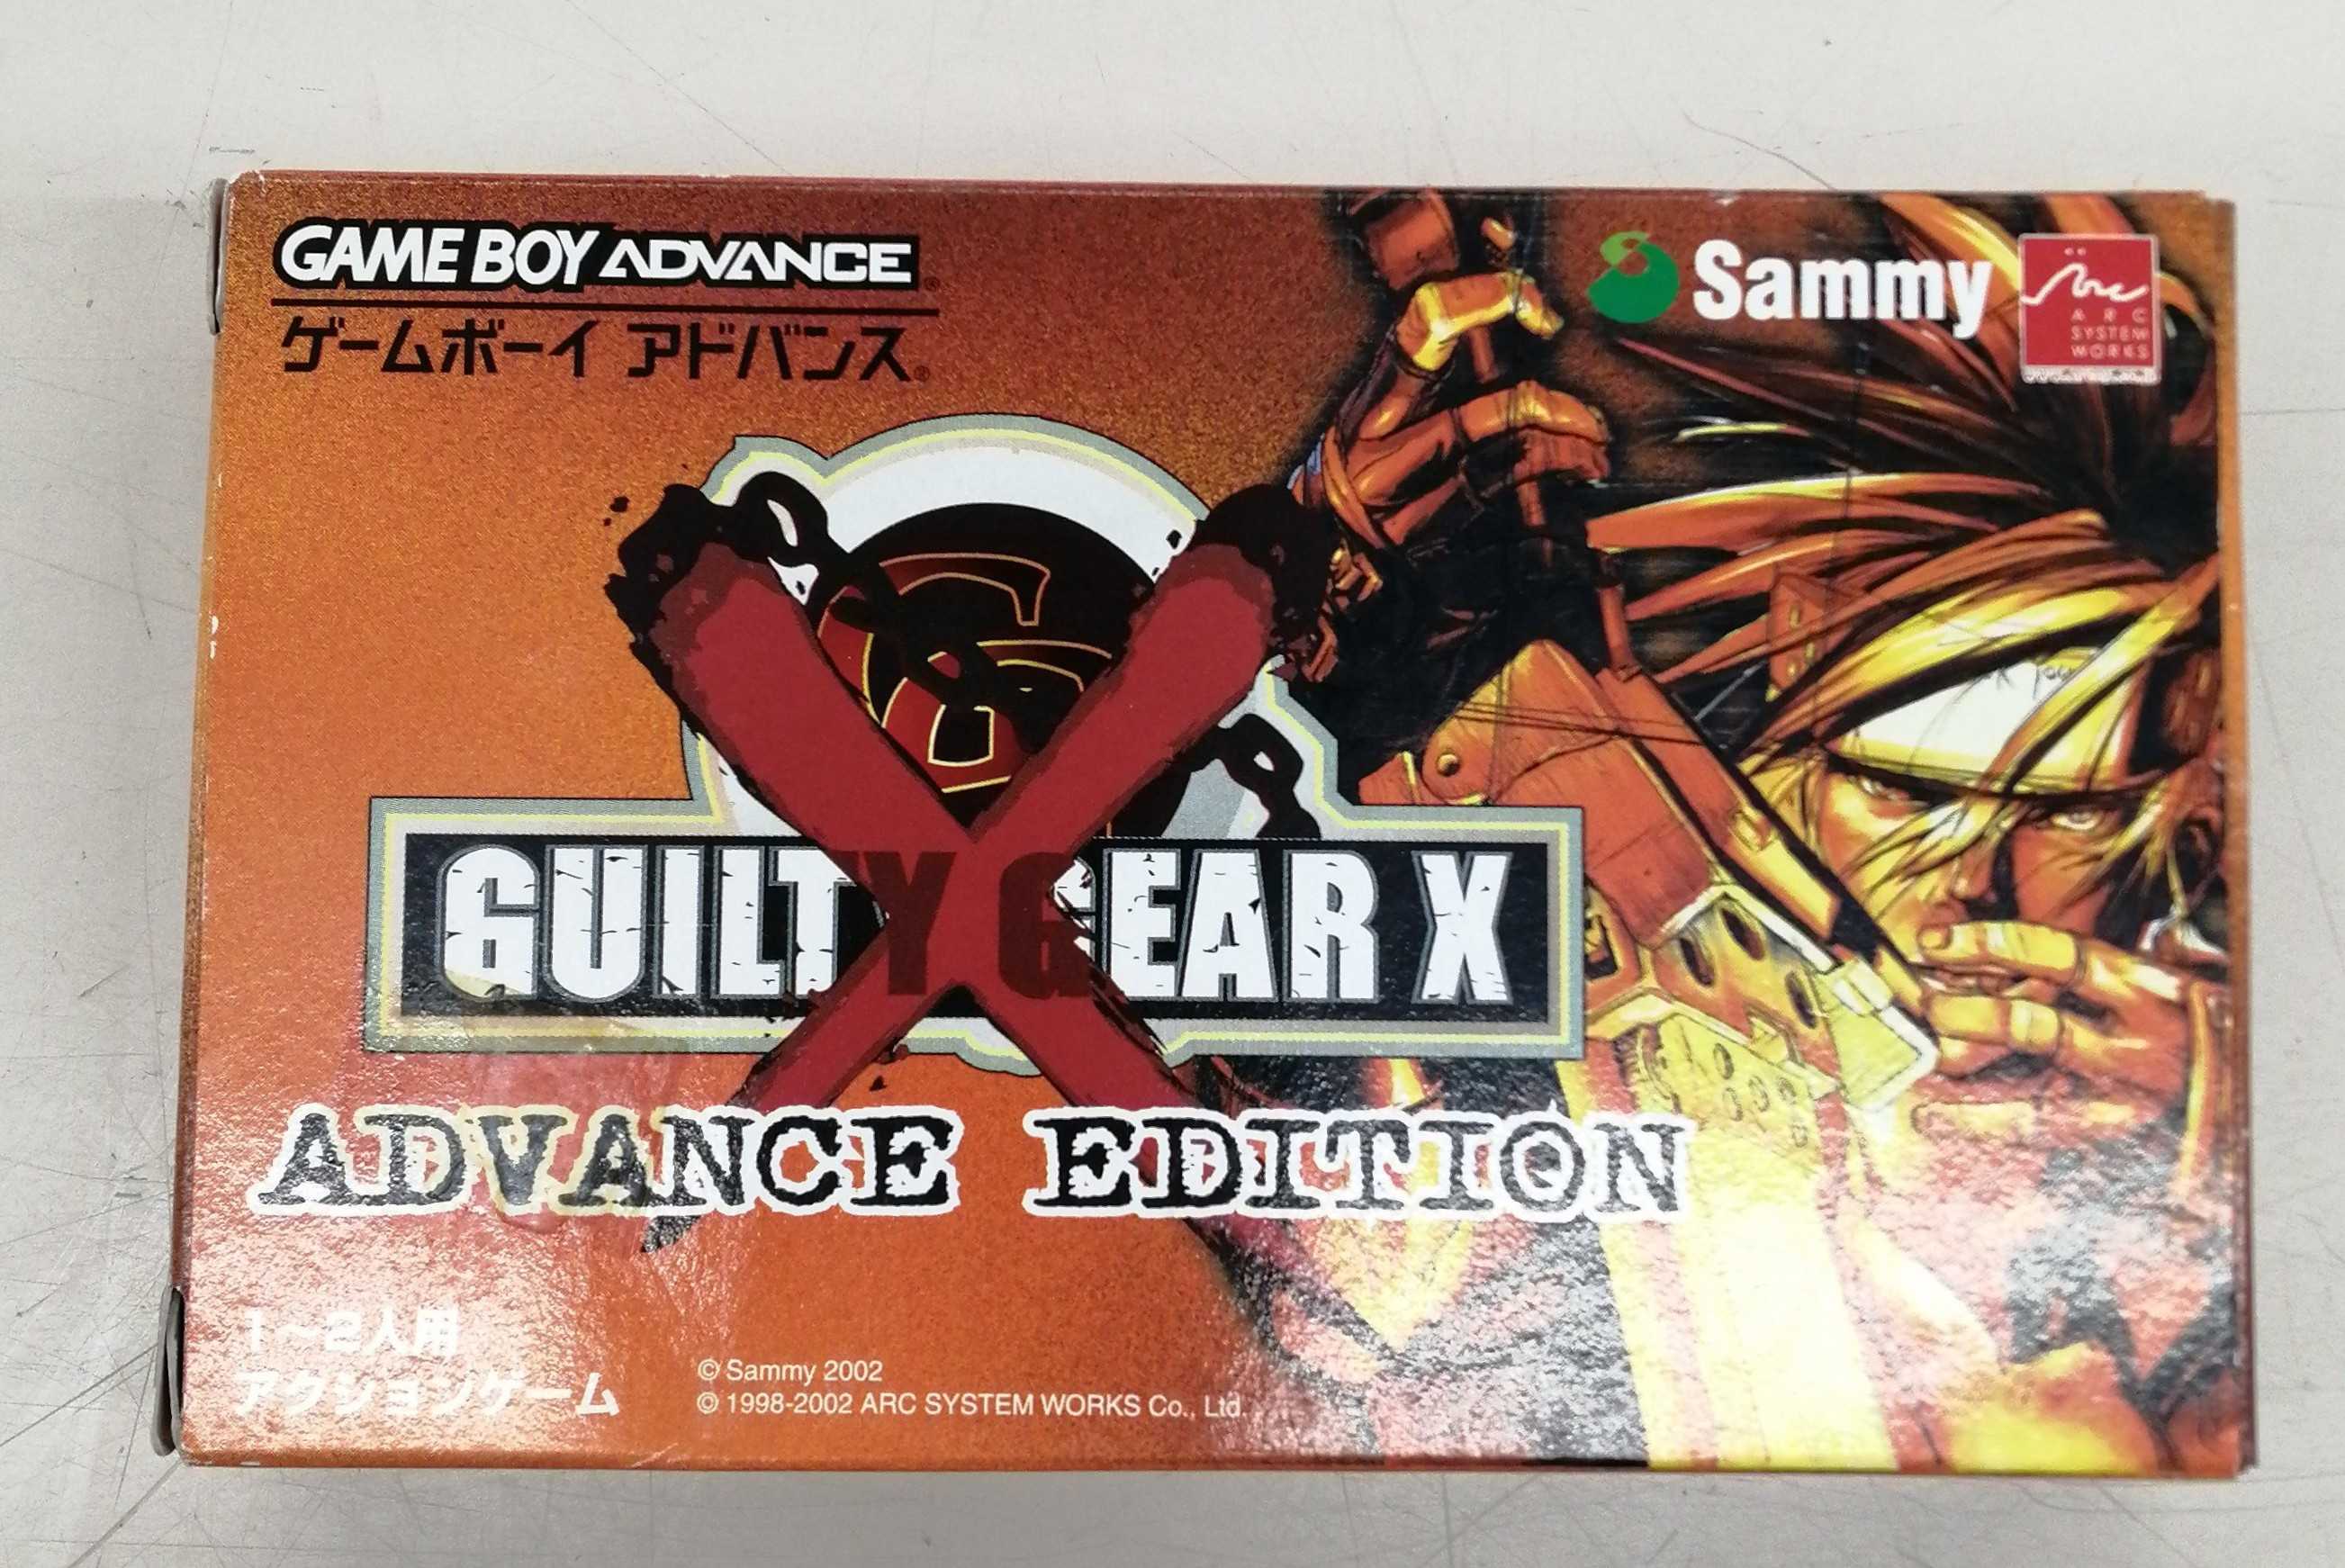 GAME BOY ADVANCE
ゲームボーイ アドバンス
Sammy
Arc
ARC
SYSTEM
WORKS
GUILTY GEAR X
ADVANCE EDITION
1～2人用
アクションゲーム
© Sammy 2002
© 1998-2002 ARC SYSTEM WORKS Co., Ltd.